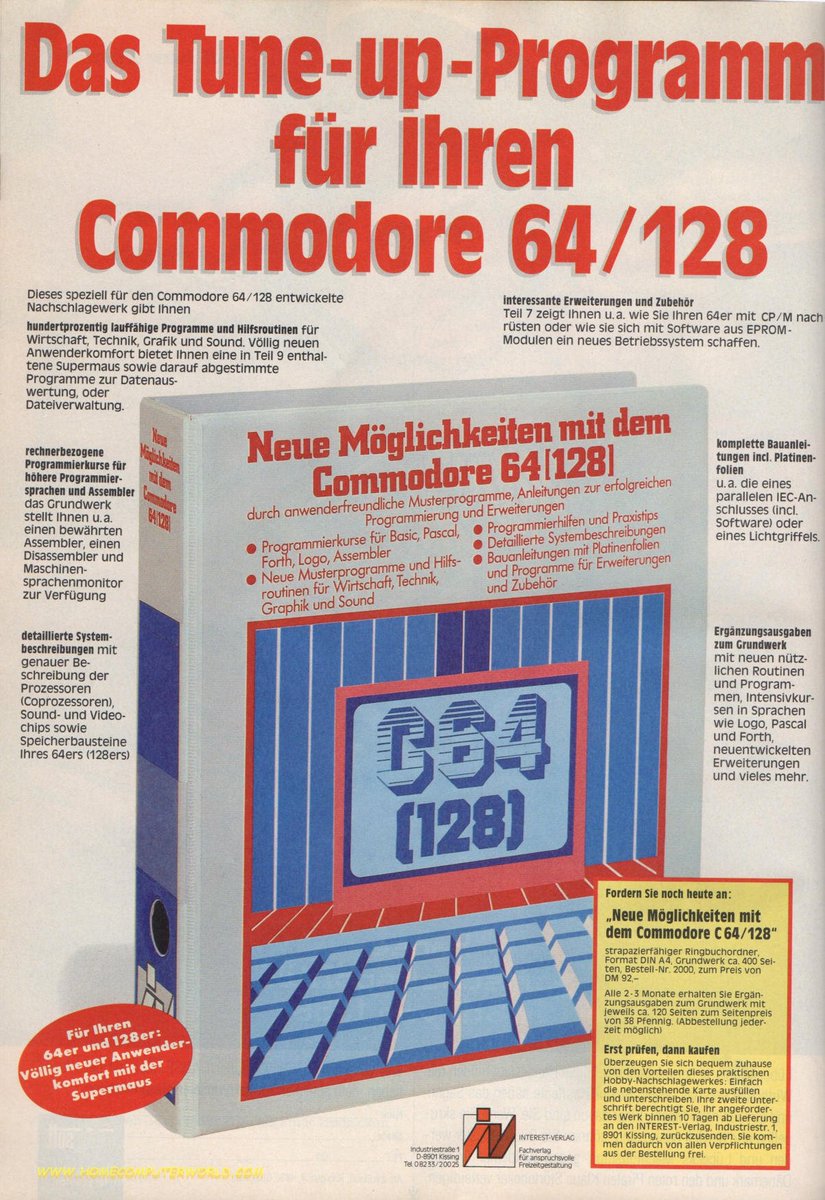 Das Tune-up-Programm
für Ihren
Commodore 64/128
Dieses speziell für den Commodore 64/128 entwickelte
Nachschlagewerk gibt Ihnen
hundertprozentig lauffähige Programme und Hilfsroutinen für
Wirtschaft, Technik, Grafik und Sound. Völlig neuen
Anwenderkomfort bietet Ihnen eine in Teil 9 enthal-
tene Supermaus sowie darauf abgestimmte
Programme zur Datenaus-
wertung, oder
Dateiverwaltung.
rechnerbezogene
Programmierkurse für
höhere Programmier-
sprachen und Assembler
das Grundwerk
stellt Ihnen u.a.
einen bewährten
Assembler, einen
Disassembler und
Maschinen-
sprachenmonitor
zur Verfügung
detaillierte System-
beschreibungen mit
genauer Be-
schreibung der
Prozessoren
(Coprozessoren),
Sound- und Video-
chips sowie
Speicherbausteine
Ihres 64ers (128ers)
interessante Erweiterungen und Zubehör
Teil 7 zeigt Ihnen u.a. wie Sie Ihren 64er mit CP/M nach
rüsten oder wie sie sich mit Software aus EPROM-
Modulen ein neues Betriebssystem schaffen.
komplette Bauanlei-
tungen incl. Platinen-
folien
u.a. die eines
parallelen IEC-An-
schlusses (incl.
Software) oder
eines Lichtgriffels.
Ergänzungsausgaben
zum Grundwerk
mit neuen nütz-
lichen Routinen
und Program-
men, Intensivkur-
sen in Sprachen
wie Logo, Pascal
und Forth,
neuentwickelten
Erweiterungen
und vieles mehr.
Neue
Möglichkeiten
mit dem
Commodore
64[128]
Neue Möglichkeiten mit dem
Commodore 64[128]
durch anwenderfreundliche Musterprogramme, Anleitungen zur erfolgreichen
Programmierung und Erweiterungen
● Programmierkurse für Basic, Pascal,
Forth, Logo, Assembler
● Neue Musterprogramme und Hilfs-
routinen für Wirtschaft, Technik,
Graphik und Sound
● Programmierhilfen und Praxistips
● Detaillierte Systembeschreibungen
● Bauanleitungen mit Platinenfolien
und Programme für Erweiterungen
und Zubehör
C64
(128)
Für Ihren
64er und 128er:
Völlig neuer Anwender-
komfort mit der
Supermaus
Fordern Sie noch heute an:
„Neue Möglichkeiten mit
dem Commodore C64/128"
strapazierfähiger Ringbuchordner,
Format DIN A4, Grundwerk ca. 400 Sei-
ten, Bestell-Nr. 2000, zum Preis von
DM 92,–
Alle 2-3 Monate erhalten Sie Ergän-
zungsausgaben zum Grundwerk mit
jeweils ca. 120 Seiten zum Seitenpreis
von 38 Pfennig. (Abbestellung jeder-
zeit möglich)
Erst prüfen, dann kaufen
Überzeugen Sie sich bequem zuhause
von den Vorteilen dieses praktischen
Hobby-Nachschlagewerkes: Einfach
die nebenstehende Karte ausfüllen
und unterschreiben. Ihre zweite Unter-
schrift berechtigt Sie, Ihr angeforder-
tes Werk binnen 10 Tagen ab Lieferung
an den INTEREST-Verlag, Industriestr. 1,
8901 Kissing, zurückzusenden. Sie kom-
men dadurch von allen Verpflichtungen
aus der Bestellung frei.
Industriestraße 1
D-8901 Kissing
Tel. 08233/20025
INTEREST-VERLAG
Fachverlag
für anspruchsvolle
Freizeitgestaltung
WWW.HOMECOMPUTERWORLD.COM